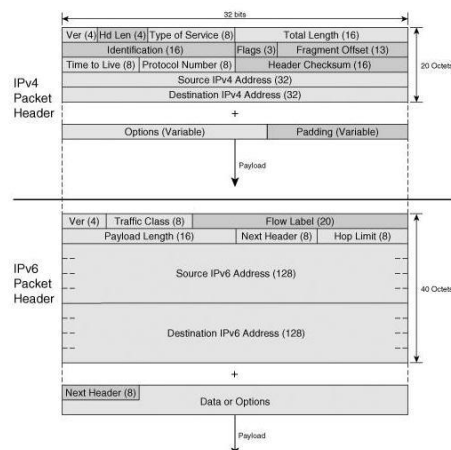 32 bits
Ver (4) Hd Len (4) Type of Service (8) Total Length (16)
Identification (16) Flags (3) Fragment Offset (13)
Time to Live (8) Protocol Number (8) Header Checksum (16)
Source IPv4 Address (32)
Destination IPv4 Address (32)
20 Octets
IPv4
Packet
Header
+
Options (Variable) Padding (Variable)
Payload
Ver (4) Traffic Class (8) Flow Label (20)
Payload Length (16) Next Header (8) Hop Limit (8)
IPv6
Packet
Header
Source IPv6 Address (128)
40 Octets
Destination IPv6 Address (128)
+
Next Header (8)
Data or Options
Payload